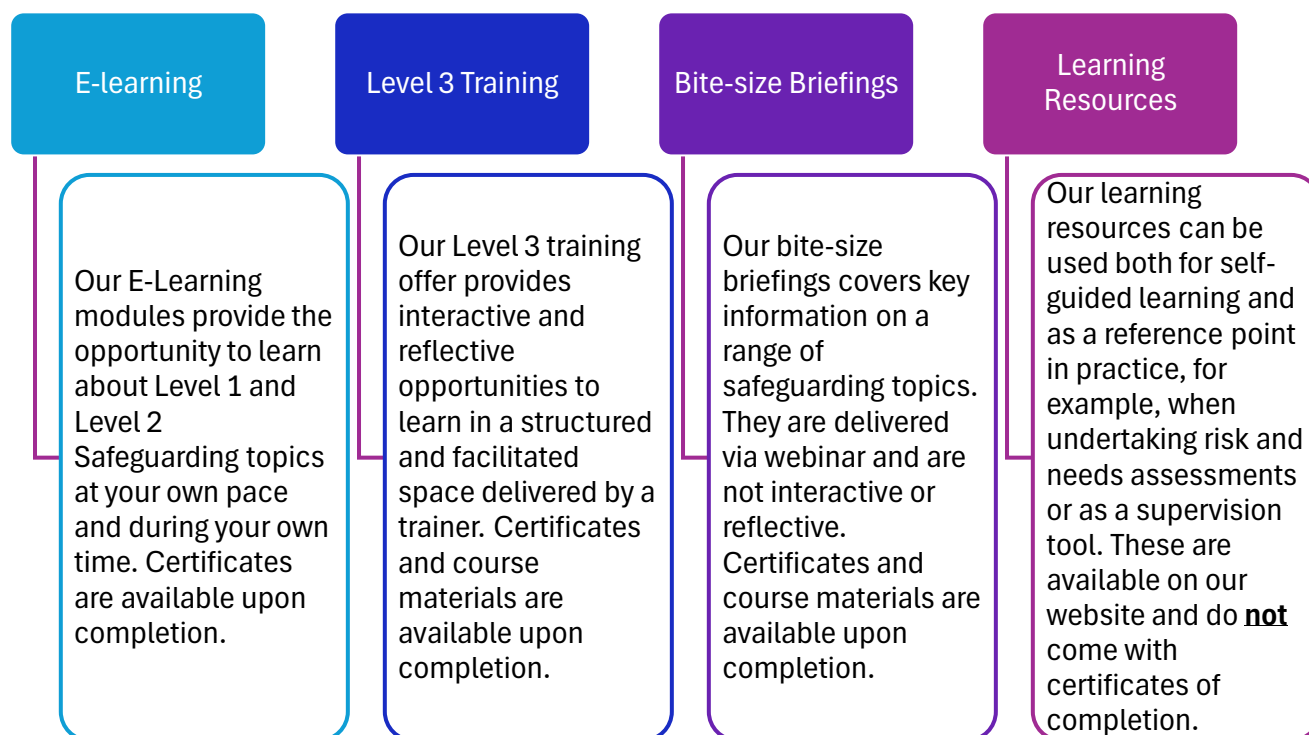 E-learning
Our E-Learning
modules provide the
opportunity to learn
about Level 1 and
Level 2
Safeguarding topics
at your own pace
and during your own
time. Certificates
are available upon
completion.
Level 3 Training
Our Level 3 training
offer provides
interactive and
reflective
opportunities to
learn in a structured
and facilitated
space delivered by a
trainer. Certificates
and course
materials are
available upon
completion.
Bite-size Briefings
Our bite-size
briefings covers key
information on a
range of
safeguarding topics.
They are delivered
via webinar and are
not interactive or
reflective.
Certificates and
course materials are
available upon
completion.
Learning
Resources
Our learning
resources can be
used both for self-
guided learning and
as a reference point
in practice, for
example, when
undertaking risk and
needs assessments
or as a supervision
tool. These are
available on our
website and do not
come with
certificates of
completion.